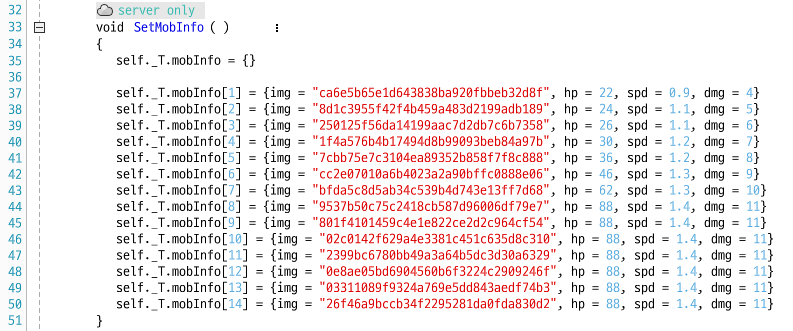 32 server only
33 void SetMobInfo ( )
34 {
35 self._T.mobInfo = {}
36
37 self._T.mobInfo[1] = {img = "ca6e5b65e1d643838ba920fbbeb32d8f", hp = 22, spd = 0.9, dmg = 4}
38 self._T.mobInfo[2] = {img = "8d1c3955f42f4b459a483d2199adb189", hp = 24, spd = 1.1, dmg = 5}
39 self._T.mobInfo[3] = {img = "250125f56da14199aac7d2db7c6b7358", hp = 26, spd = 1.1, dmg = 6}
40 self._T.mobInfo[4] = {img = "1f4a576b4b17494d8b99093beb84a97b", hp = 30, spd = 1.2, dmg = 7}
41 self._T.mobInfo[5] = {img = "7cbb75e7c3104ea89352b858f7f8c888", hp = 36, spd = 1.2, dmg = 8}
42 self._T.mobInfo[6] = {img = "cc2e07010a6b4023a2a90bffc0888e06", hp = 46, spd = 1.3, dmg = 9}
43 self._T.mobInfo[7] = {img = "bfda5c8d5ab34c539b4d743e13ff7d68", hp = 62, spd = 1.3, dmg = 10}
44 self._T.mobInfo[8] = {img = "9537b50c75c2418cb587d96006df79e7", hp = 88, spd = 1.4, dmg = 11}
45 self._T.mobInfo[9] = {img = "801f4101459c4e1e822ce2d2c964cf54", hp = 88, spd = 1.4, dmg = 11}
46 self._T.mobInfo[10] = {img = "02c0142f629a4e3381c451c635d8c310", hp = 88, spd = 1.4, dmg = 11}
47 self._T.mobInfo[11] = {img = "2399bc6780bb49a3a64b5dc3d30a6329", hp = 88, spd = 1.4, dmg = 11}
48 self._T.mobInfo[12] = {img = "0e8ae05bd6904560b6f3224c2909246f", hp = 88, spd = 1.4, dmg = 11}
49 self._T.mobInfo[13] = {img = "03311089f9324a769e5dd843aedf74b3", hp = 88, spd = 1.4, dmg = 11}
50 self._T.mobInfo[14] = {img = "26f46a9bccb34f2295281da0fda830d2", hp = 88, spd = 1.4, dmg = 11}
51 }